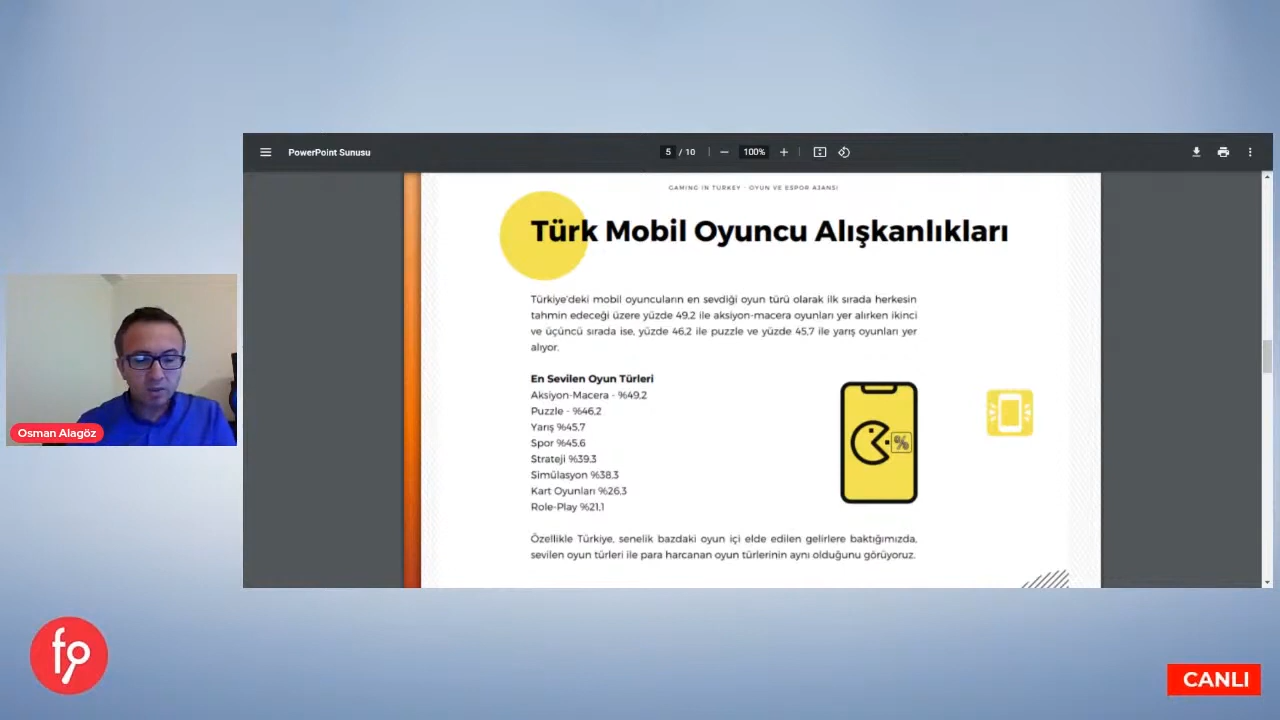 PowerPoint Sunusu
5 / 10
100%
GAMING IN TURKEY - OYUN VE ESPOR AJANSI
Türk Mobil Oyuncu Alışkanlıkları
Türkiye'deki mobil oyuncuların en sevdiği oyun türü olarak ilk sırada herkesin
tahmin edeceği üzere yüzde 49,2 ile aksiyon-macera oyunları yer alırken ikinci
ve üçüncü sırada ise, yüzde 46,2 ile puzzle ve yüzde 45,7 ile yarış oyunları yer
alıyor.
En Sevilen Oyun Türleri
Aksiyon-Macera - %49.2
Puzzle - %46.2
Yarış %45.7
Spor %45.6
Strateji %39.3
Simülasyon %38.3
Kart Oyunları %26.3
Role-Play %21.1
%
Özellikle Türkiye, senelik bazdaki oyun içi elde edilen gelirlere baktığımızda,
sevilen oyun türleri ile para harcanan oyun türlerinin aynı olduğunu görüyoruz.
Osman Alagöz
fp
CANLI